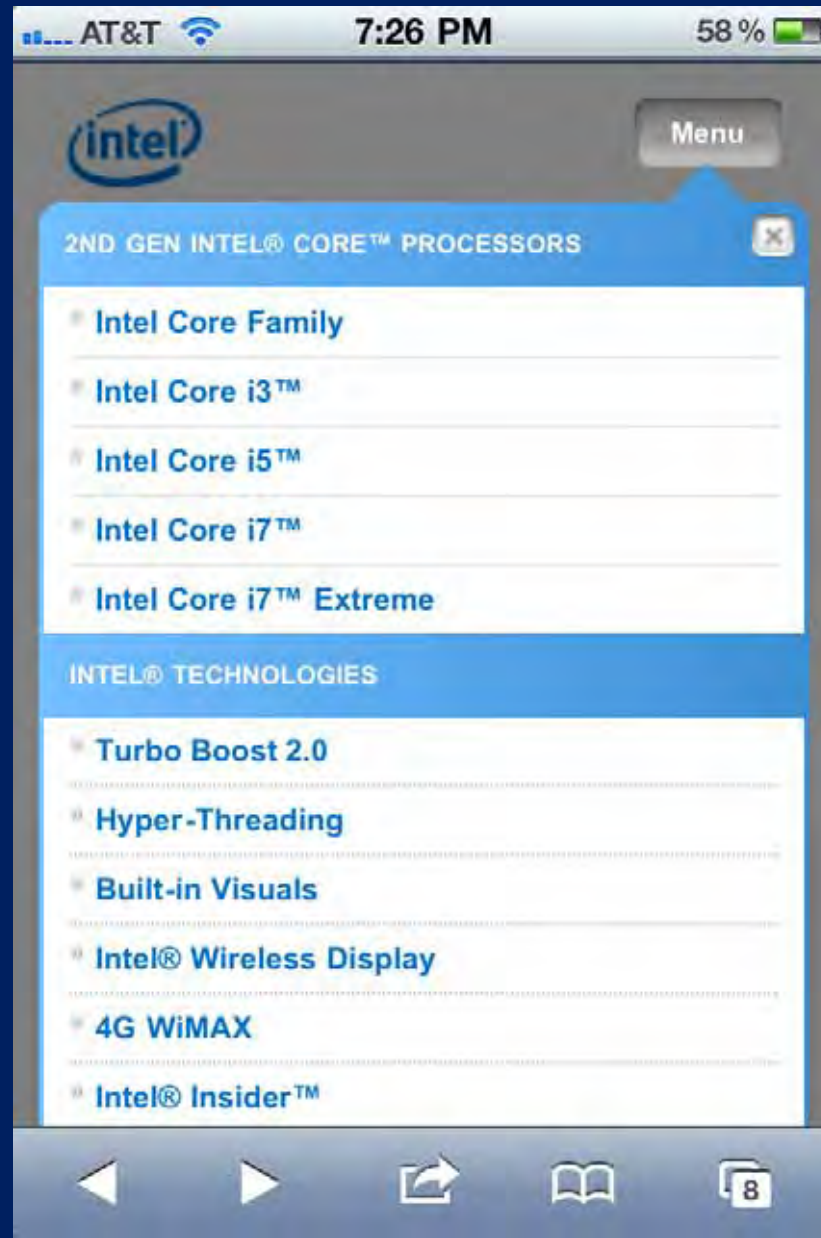 AT&T 7:26 PM 58 %
intel Menu
2ND GEN INTEL® CORE™ PROCESSORS
Intel Core Family
Intel Core i3™
Intel Core i5™
Intel Core i7™
Intel Core i7™ Extreme
INTEL® TECHNOLOGIES
Turbo Boost 2.0
Hyper-Threading
Built-in Visuals
Intel® Wireless Display
4G WiMAX
Intel® Insider™
8